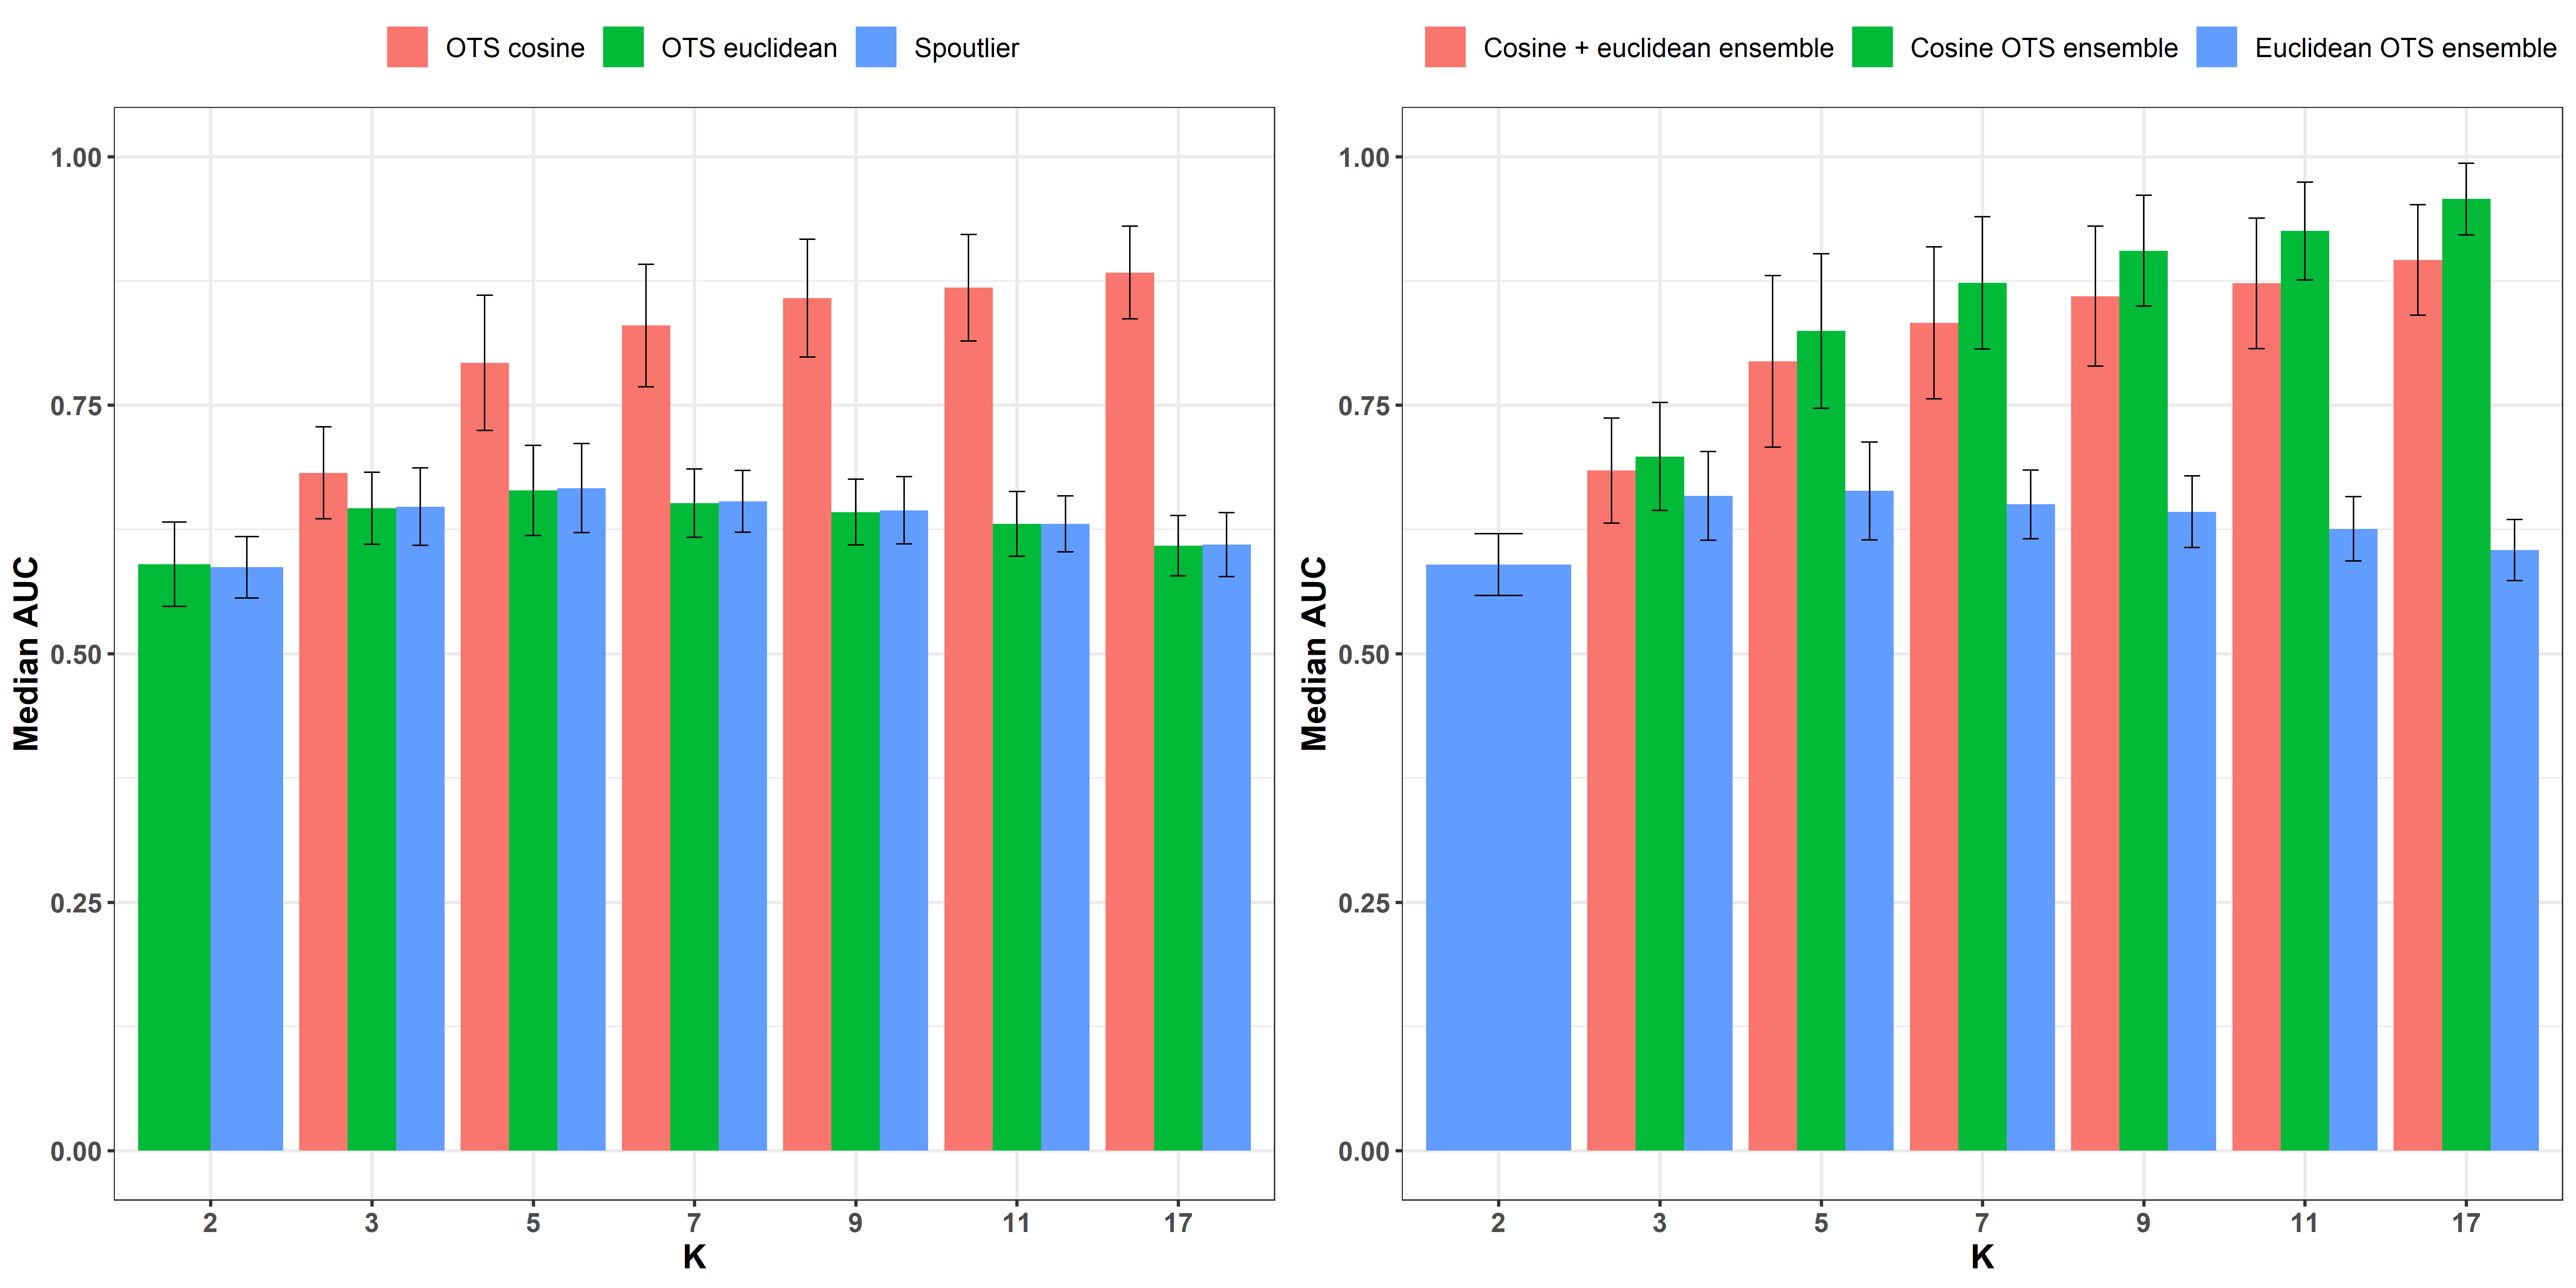 OTS cosine OTS euclidean Spoutlier
Median AUC
1.00
0.75
0.50
0.25
0.00
2 3 5 7 9 11 17
K
Cosine + euclidean ensemble Cosine OTS ensemble Euclidean OTS ensemble
Median AUC
1.00
0.75
0.50
0.25
0.00
2 3 5 7 9 11 17
K